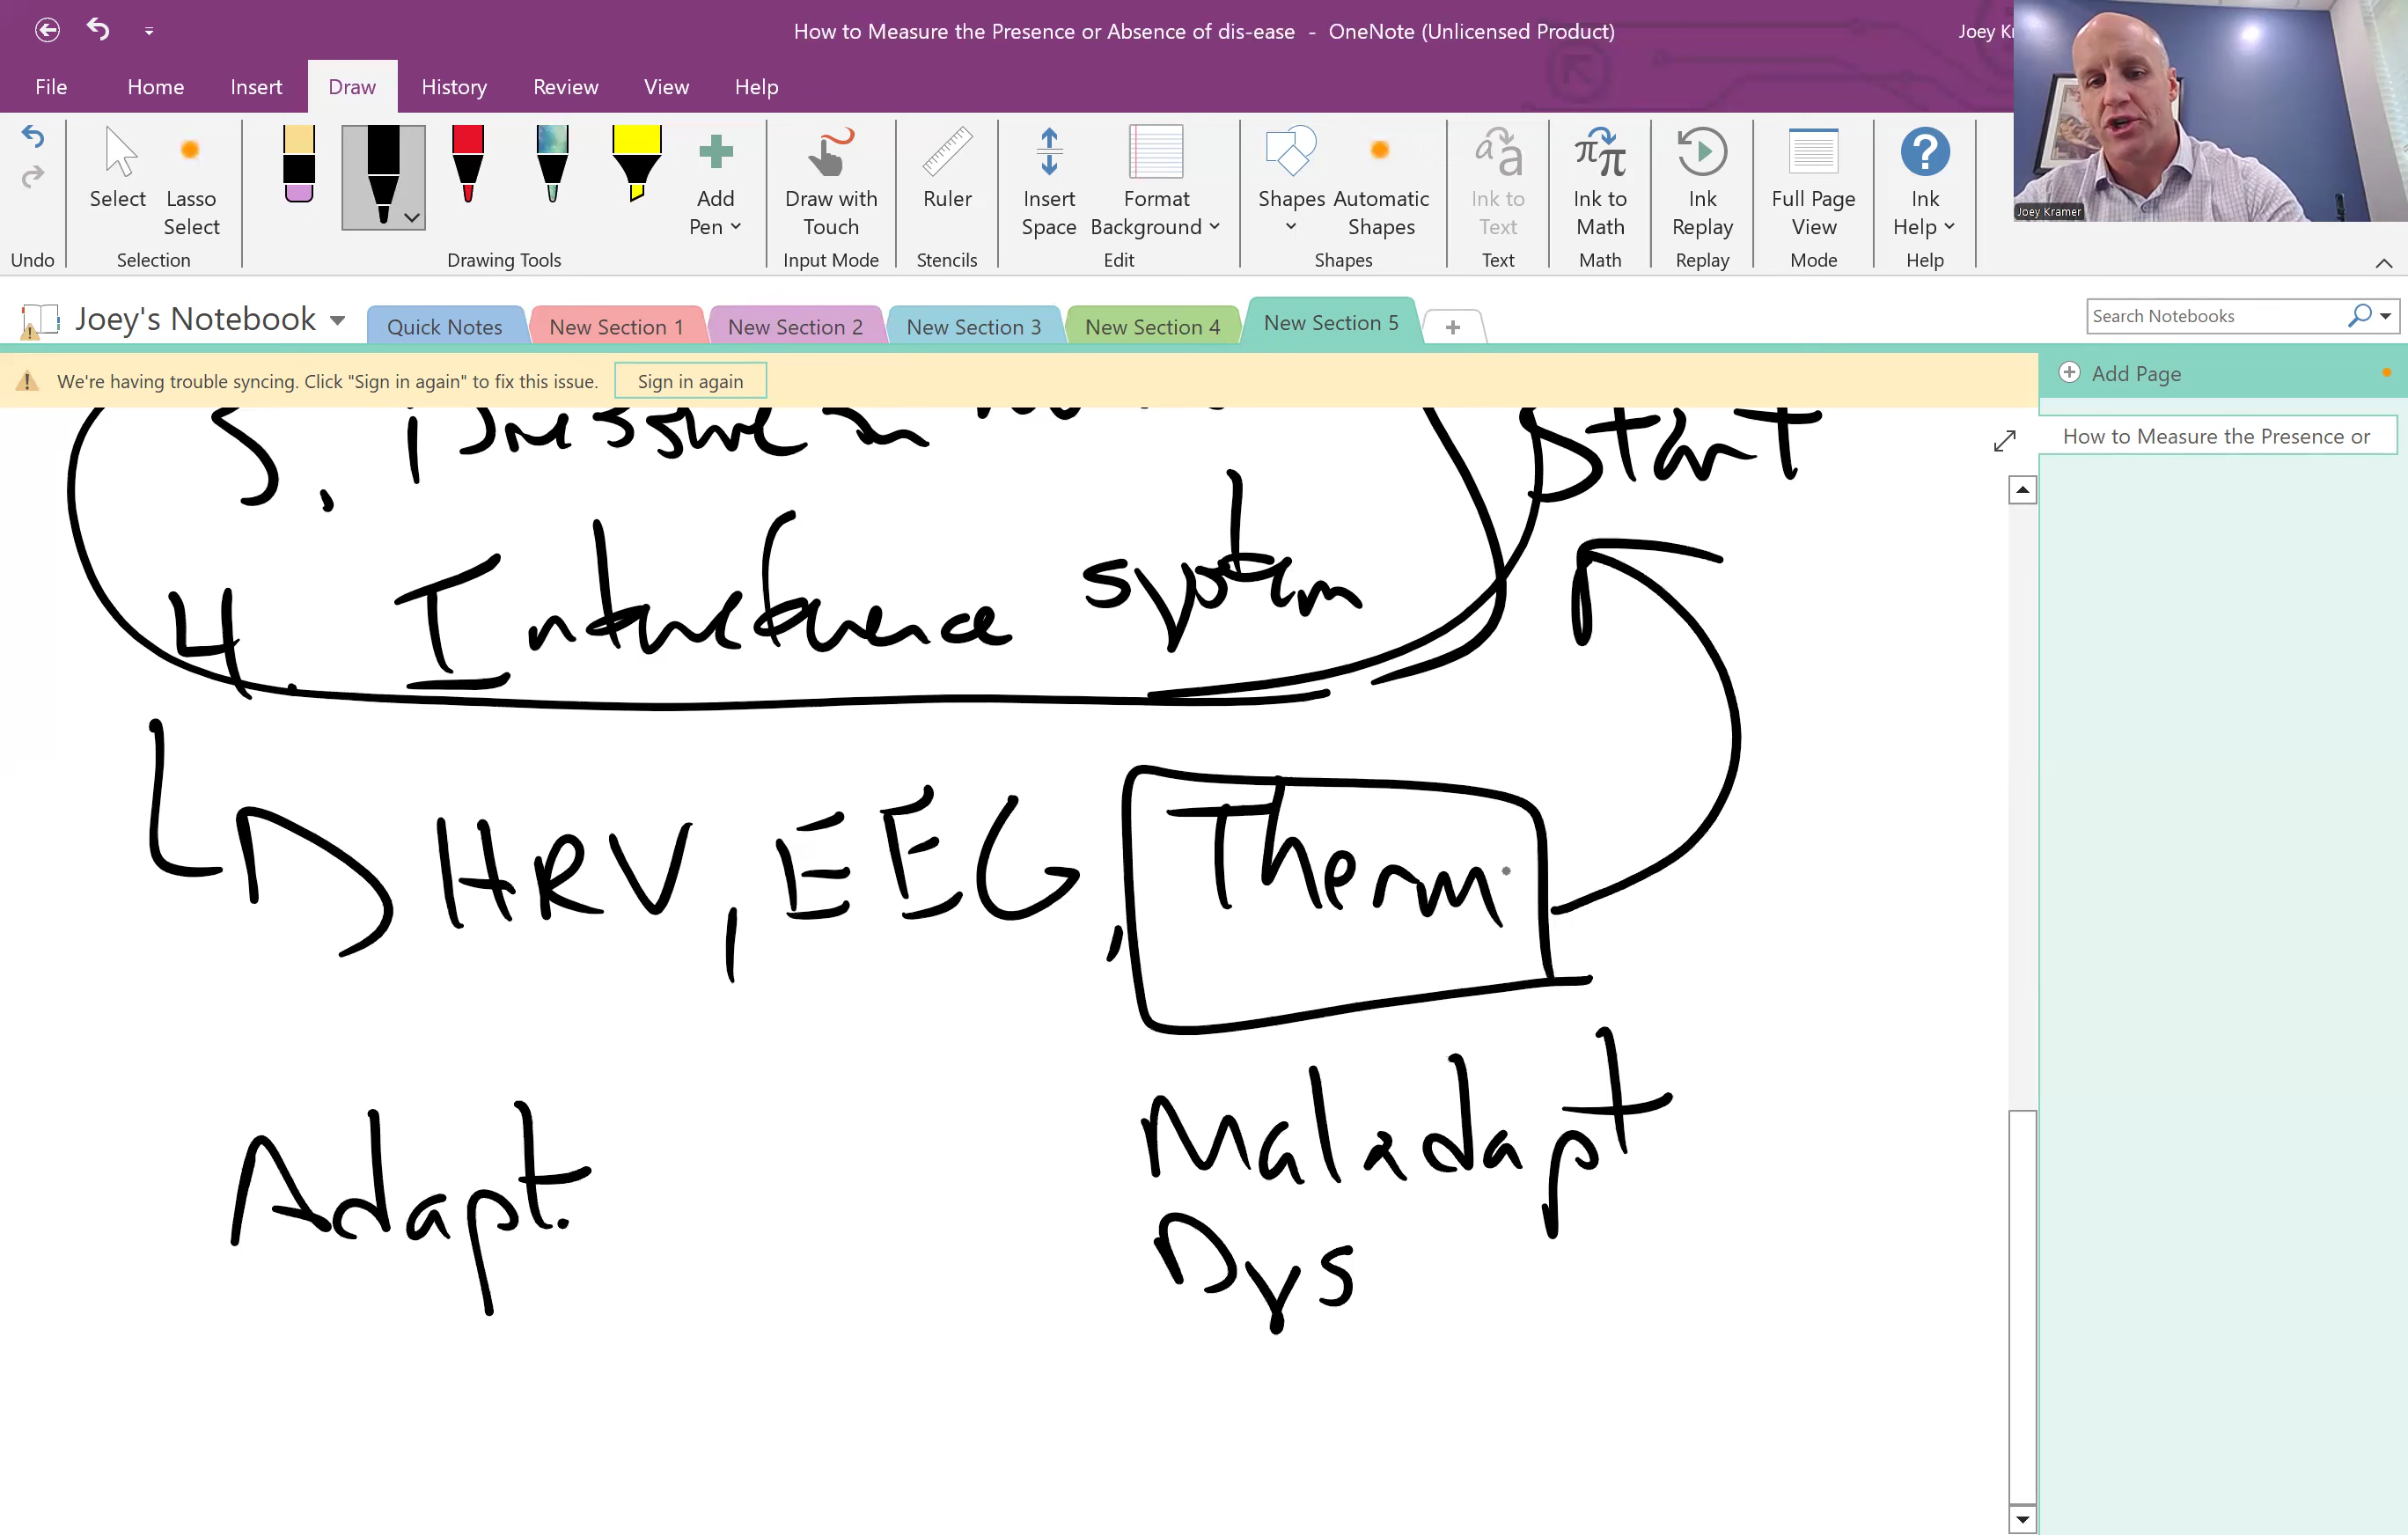 How to Measure the Presence or Absence of dis-ease - OneNote (Unlicensed Product)
Joey Kr
File Home Insert Draw History Review View Help
Joey Kramer
Undo
Select
Lasso Select
Selection
Add Pen
Drawing Tools
Draw with Touch
Input Mode
Ruler
Stencils
Insert Space
Format Background
Edit
Shapes
Automatic Shapes
Shapes
Ink to Text
Text
Ink to Math
Math
Ink Replay
Replay
Full Page View
Mode
Ink Help
Help
Joey's Notebook
Quick Notes New Section 1 New Section 2 New Section 3 New Section 4 New Section 5
Search Notebooks
We're having trouble syncing. Click "Sign in again" to fix this issue. Sign in again
Add Page
How to Measure the Presence or
Start
4. Interference system
HRV, EEG, Therm
Adapt.
Maladapt
Dys